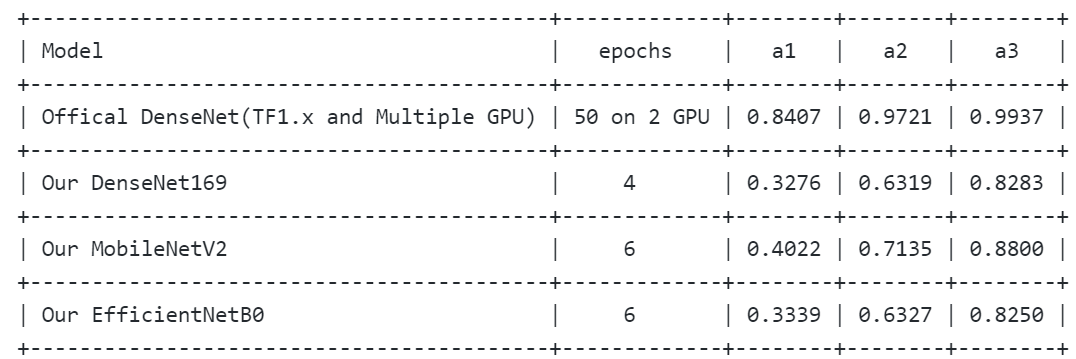 +------------------------------------------+-------------+--------+--------+--------+
| Model                                    |   epochs    |   a1   |   a2   |   a3   |
+------------------------------------------+-------------+--------+--------+--------+
| Offical DenseNet(TF1.x and Multiple GPU) | 50 on 2 GPU | 0.8407 | 0.9721 | 0.9937 |
+------------------------------------------+-------------+--------+--------+--------+
| Our DenseNet169                          |     4       | 0.3276 | 0.6319 | 0.8283 |
+------------------------------------------+-------------+--------+--------+--------+
| Our MobileNetV2                          |     6       | 0.4022 | 0.7135 | 0.8800 |
+------------------------------------------+-------------+--------+--------+--------+
| Our EfficientNetB0                       |     6       | 0.3339 | 0.6327 | 0.8250 |
+------------------------------------------+-------------+--------+--------+--------+